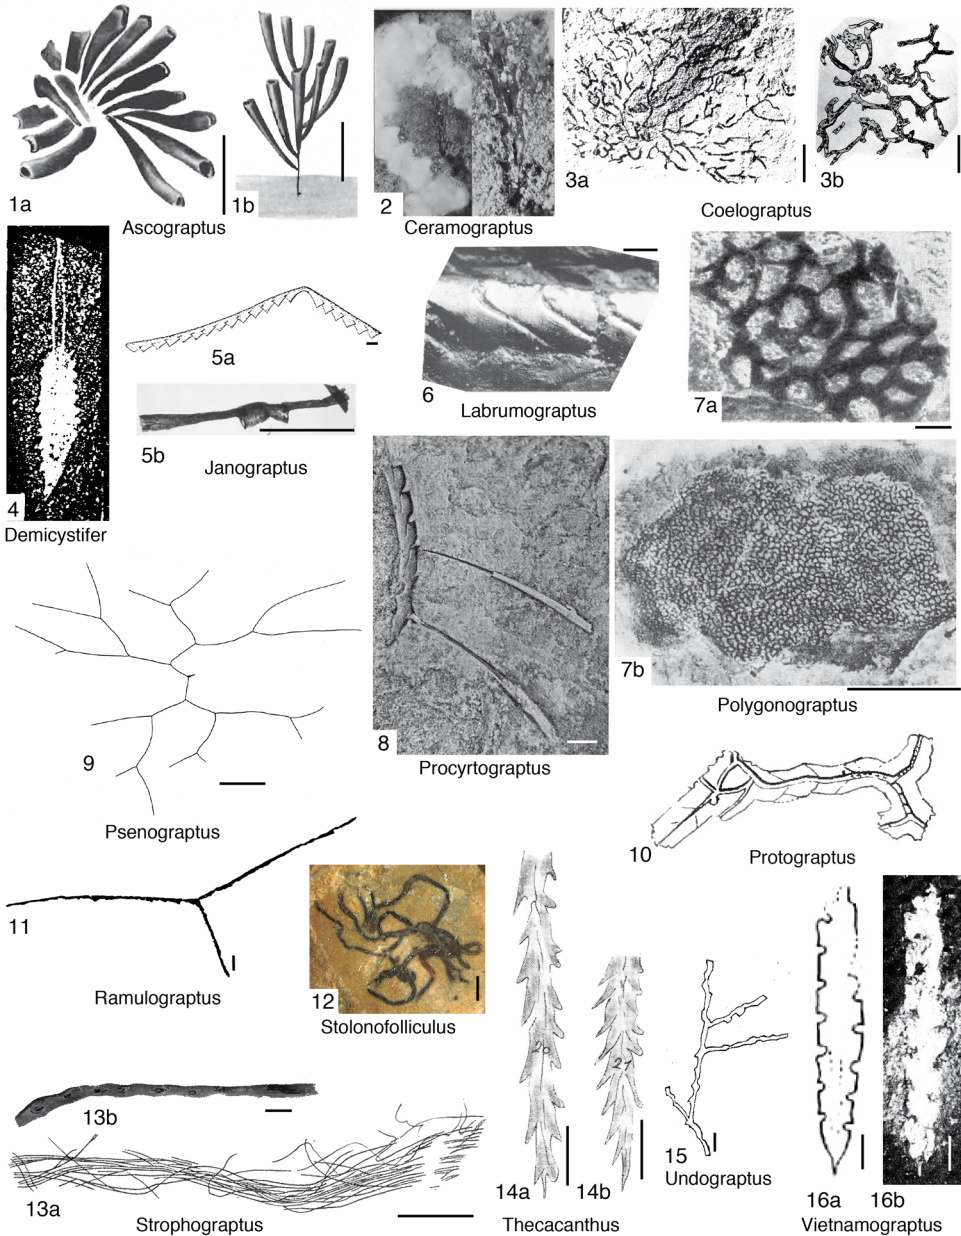 1a
1b
Ascograptus
2
Ceramograptus
3a
3b
Coelograptus
4
Demicystifer
5a
5b
Janograptus
6
Labrumograptus
7a
7b
Polygonograptus
8
Procyrtograptus
9
Psenograptus
10
Protograptus
11
Ramulograptus
12
Stolonofolliculus
13b
13a
Strophograptus
20
21
14a
14b
Thecacanthus
15
Undograptus
16a
16b
Vietnamograptus